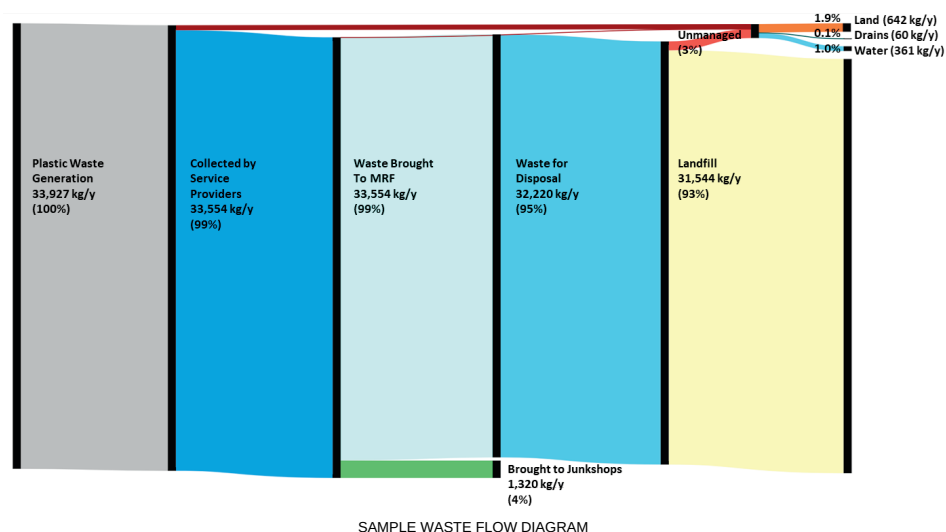 Plastic Waste
Generation
33,927 kg/y
(100%)
Collected by
Service
Providers
33,554 kg/y
(99%)
Waste Brought
To MRF
33,554 kg/y
(99%)
Waste for
Disposal
32,220 kg/y
(95%)
Brought to Junkshops
1,320 kg/y
(4%)
Landfill
31,544 kg/y
(93%)
Unmanaged
(3%)
1.9% Land (642 kg/y)
0.1% Drains (60 kg/y)
1.0% Water (361 kg/y)
SAMPLE WASTE FLOW DIAGRAM